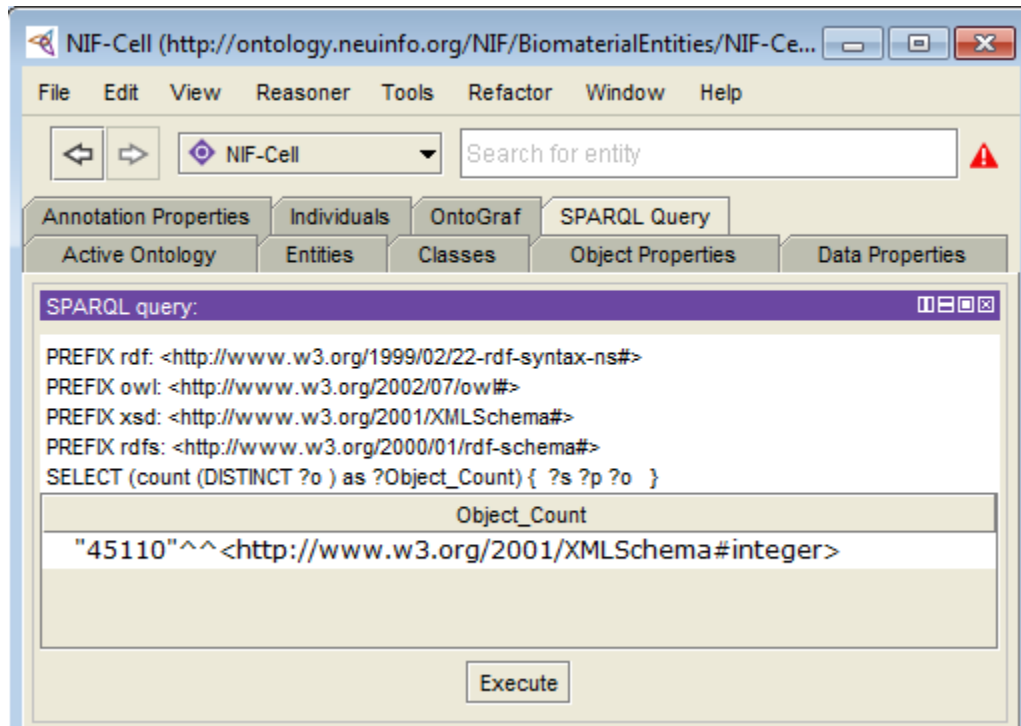 NIF-Cell (http://ontology.neuinfo.org/NIF/BiomaterialEntities/NIF-Ce...
File Edit View Reasoner Tools Refactor Window Help
NIF-Cell Search for entity
Annotation Properties Individuals OntoGraf SPARQL Query
Active Ontology Entities Classes Object Properties Data Properties
SPARQL query:
PREFIX rdf: <http://www.w3.org/1999/02/22-rdf-syntax-ns#>
PREFIX owl: <http://www.w3.org/2002/07/owl#>
PREFIX xsd: <http://www.w3.org/2001/XMLSchema#>
PREFIX rdfs: <http://www.w3.org/2000/01/rdf-schema#>
SELECT (count (DISTINCT ?o ) as ?Object_Count) { ?s ?p ?o }
Object_Count
"45110"^^<http://www.w3.org/2001/XMLSchema#integer>
Execute